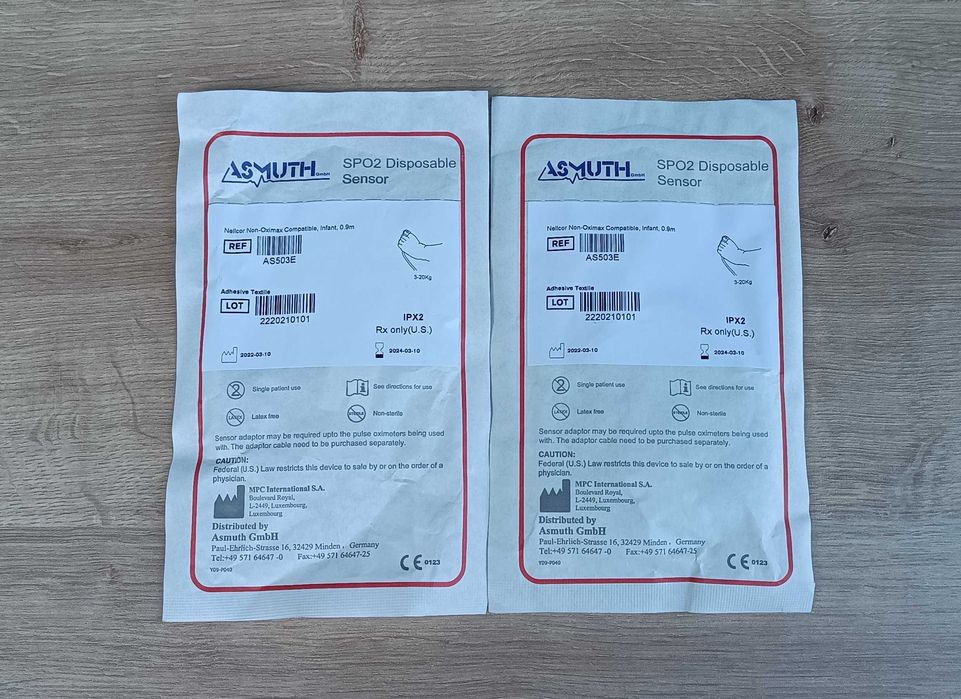 ASMUTH GmbH
SPO2 Disposable
Sensor
Nellcor Non-Oximax Compatible, Infant, 0.9m
REF
AS503E
3-20Kg
Adhesive Textile
LOT
2220210101
IPX2
Rx only(U.S.)
2022-03-10
2024-03-10
2
Single patient use
i
See directions for use
LATEX
Latex free
STERILE
Non-sterile
Sensor adaptor may be required upto the pulse oximeters being used
with. The adaptor cable need to be purchased separately.
CAUTION:
Federal (U.S.) Law restricts this device to sale by or on the order of a
physician.
MPC International S.A.
Boulevard Royal,
L-2449, Luxembourg,
Luxembourg
Distributed by
Asmuth GmbH
Paul-Ehrlich-Strasse 16, 32429 Minden , Germany
Tel:+49 571 64647 -0 Fax:+49 571 64647-25
Y09-P040
CE 0123
ASMUTH GmbH
SPO2 Disposable
Sensor
Nellcor Non-Oximax Compatible, Infant, 0.9m
REF
AS503E
3-20Kg
Adhesive Textile
LOT
2220210101
IPX2
Rx only(U.S.)
2022-03-10
2024-03-10
2
Single patient use
i
See directions for use
LATEX
Latex free
STERILE
Non-sterile
Sensor adaptor may be required upto the pulse oximeters being used
with. The adaptor cable need to be purchased separately.
CAUTION:
Federal (U.S.) Law restricts this device to sale by or on the order of a
physician.
MPC International S.A.
Boulevard Royal,
L-2449, Luxembourg,
Luxembourg
Distributed by
Asmuth GmbH
Paul-Ehrlich-Strasse 16, 32429 Minden , Germany
Tel:+49 571 64647 -0 Fax:+49 571 64647-25
Y09-P040
CE 0123